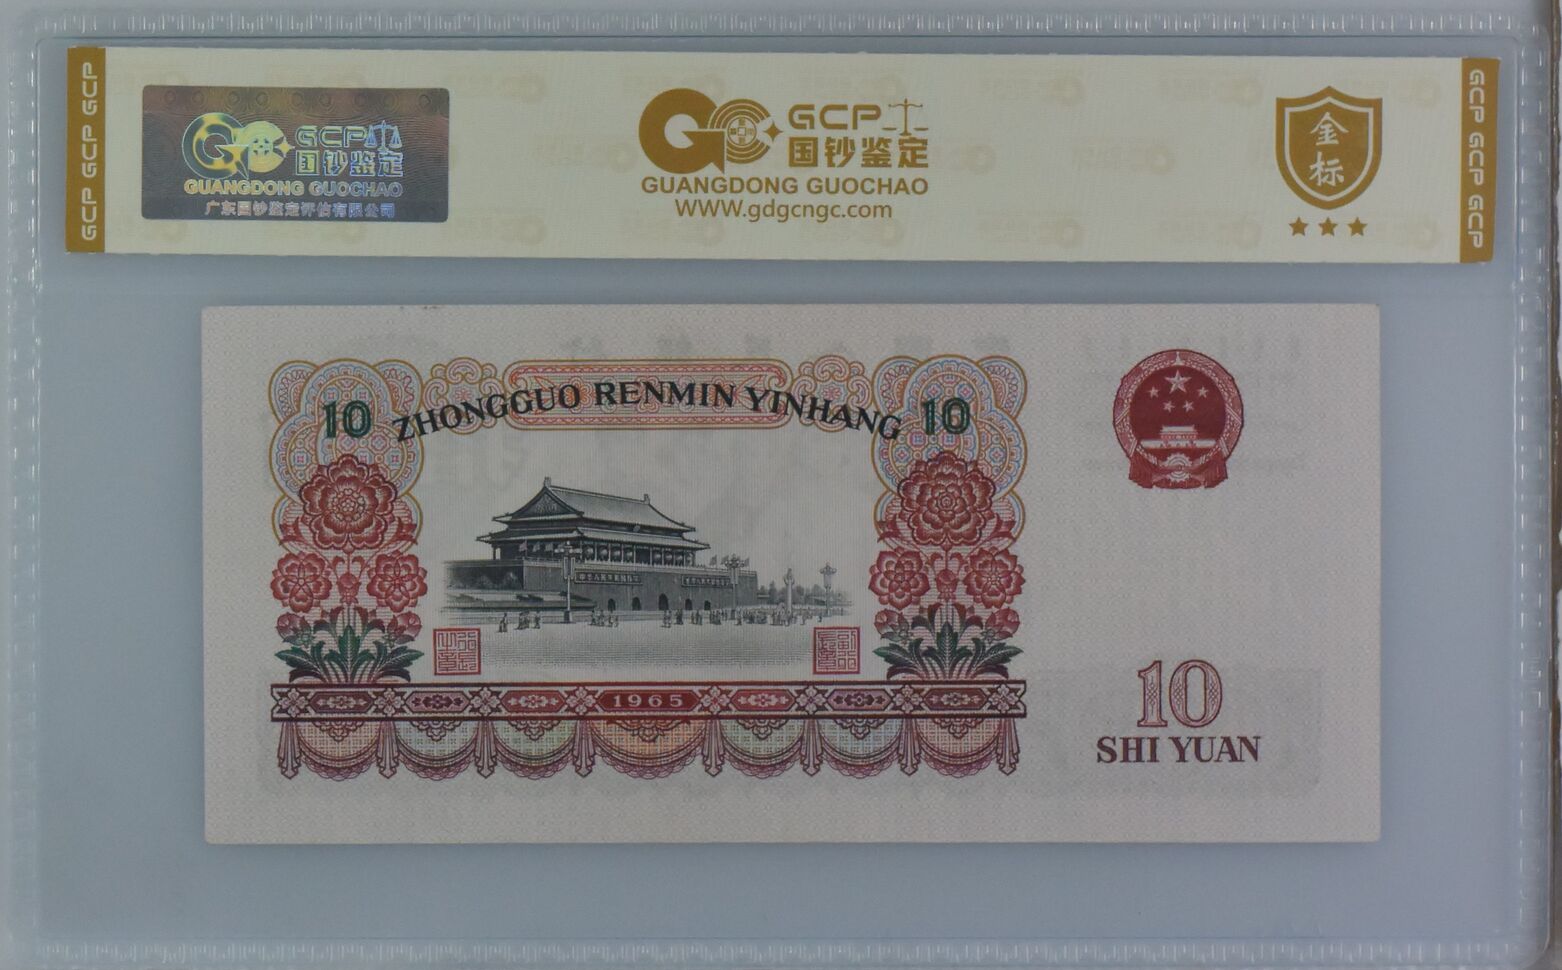 GCP GCP GCP
GCP 国钞鉴定
GUANGDONG GUOCHAO
广东国钞鉴定评估有限公司
GCP
国钞鉴定
GUANGDONG GUOCHAO
WWW.gdgcngc.com
金标
GCP GCP GCP
10 ZHONGGUO RENMIN YINHANG 10
1965
10
SHI YUAN